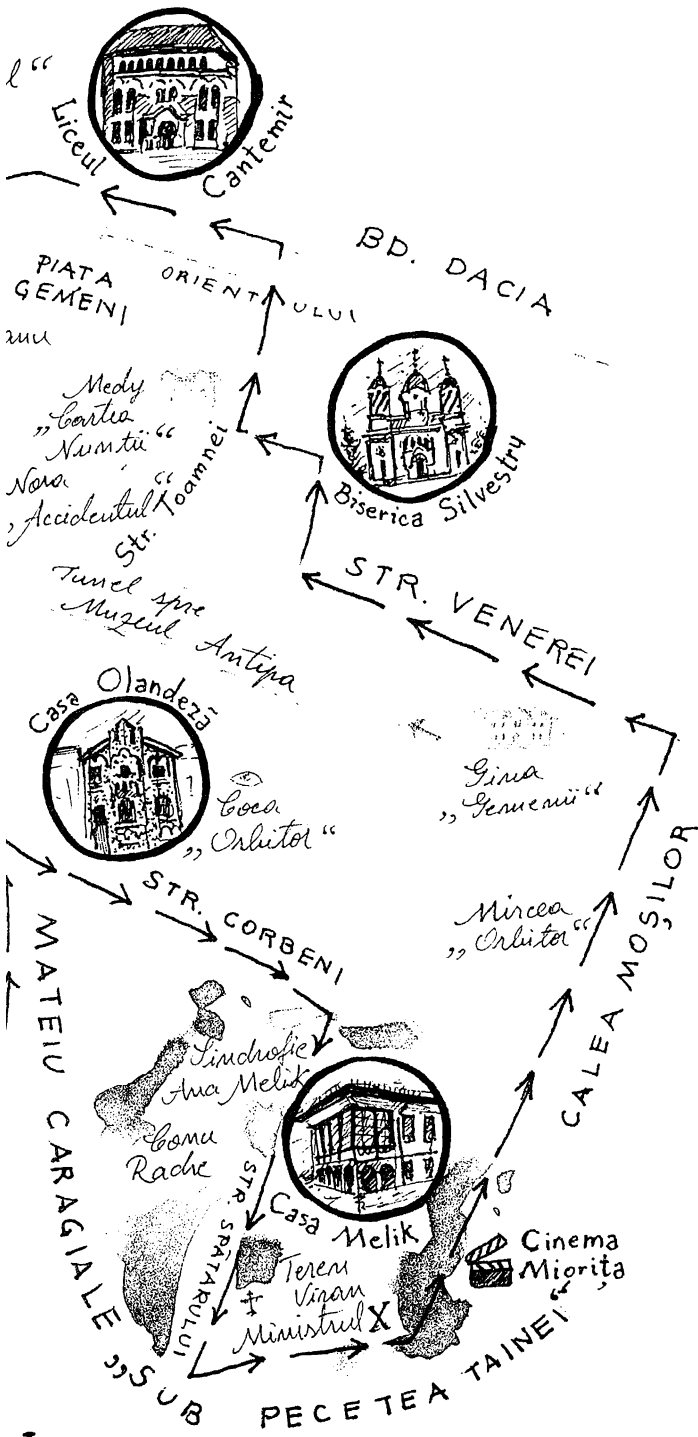 l“
Liceul Cantemir
BD. DACIA
PIATA
GEMENI
ORIENTULUI
anu
Medy
„Cartea
Nuntii“
Nora
„Accidentul“
Str. Toamnei
Biserica Silvestru
Tunel spre
Muzeul Antipa
STR. VENEREI
Casa Olandeză
Coca
„Orbitor“
Gina
„Gemenii“
Mircea
„Orbitor“
STR. CORBENI
CALEA MOȘILOR
Sindrofie
Ana Melik
Conu
Rache
STR. SPĂTARULUI
Casa Melik
Teren
Viran
Ministrul X
Cinema
Miorița
MATEIU CARAGIALE „SUB PECETEA TAINEI“